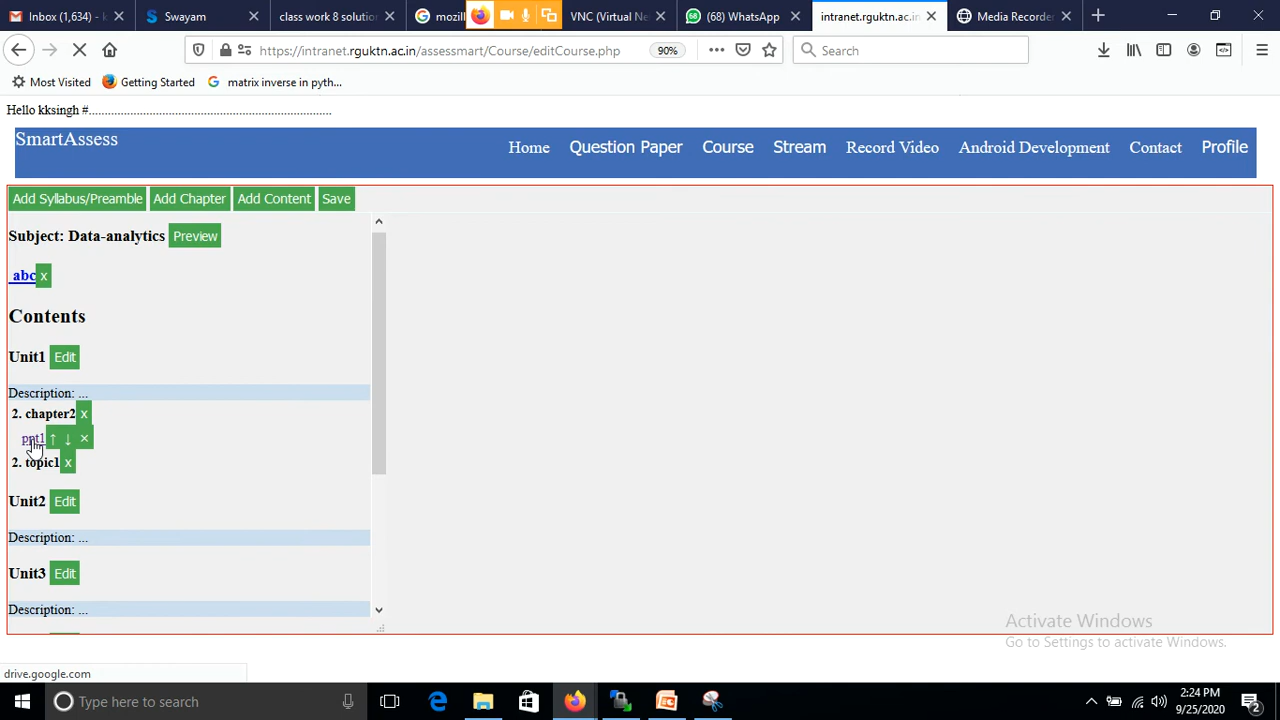 Inbox (1,634) - k
Swayam
class work 8 solutio
mozil
VNC (Virtual Ne
(68) WhatsApp
intranet.rguktn.ac.in
Media Recorde
https://intranet.rguktn.ac.in/assessmart/Course/editCourse.php
90%
Search
Most Visited
Getting Started
matrix inverse in pyth...
Hello kksingh #...........................................................................
SmartAssess
Home
Question Paper
Course
Stream
Record Video
Android Development
Contact
Profile
Add Syllabus/Preamble
Add Chapter
Add Content
Save
Subject: Data-analytics
Preview
abc x
Contents
Unit1 Edit
Description: ...
2. chapter2 x
ppt1 ↑ ↓ ×
2. topic1 x
Unit2 Edit
Description: ...
Unit3 Edit
Description: ...
Activate Windows
Go to Settings to activate Windows.
drive.google.com
Type here to search
2:24 PM
9/25/2020
2